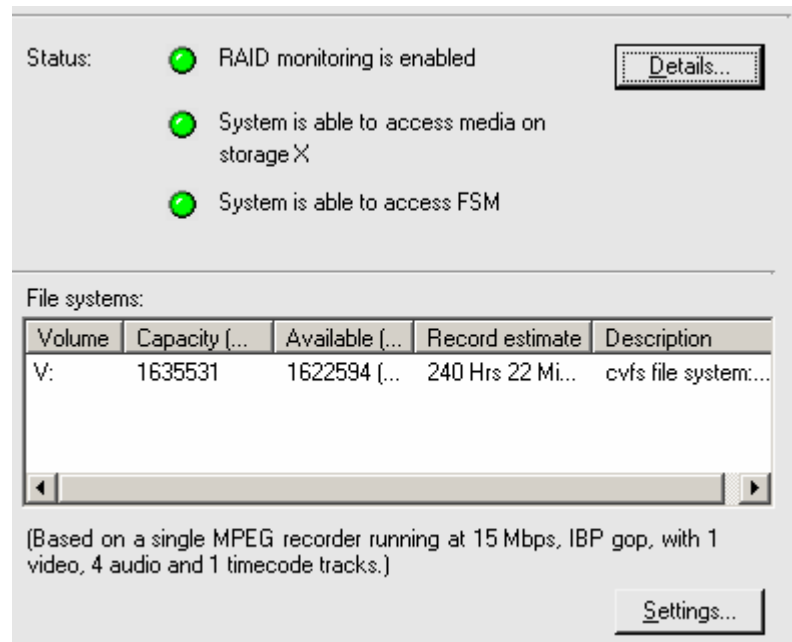 Status: RAID monitoring is enabled Details...
System is able to access media on
storage X
System is able to access FSM
File systems:
Volume Capacity (... Available (... Record estimate Description
V: 1635531 1622594 (... 240 Hrs 22 Mi... cvfs file system:...
(Based on a single MPEG recorder running at 15 Mbps, IBP gop, with 1
video, 4 audio and 1 timecode tracks.)
Settings...